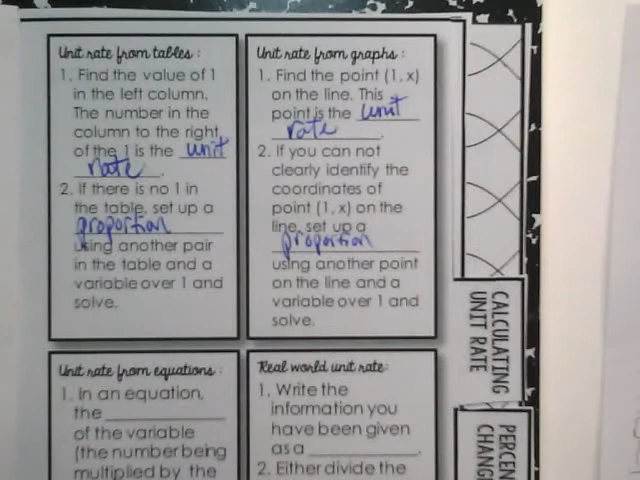 Unit rate from tables :
1. Find the value of 1
in the left column.
The number in the
column to the right
of the 1 is the unit
rate.
2. If there is no 1 in
the table, set up a
proportion
using another pair
in the table and a
variable over 1 and
solve.
Unit rate from graphs :
1. Find the point (1, x)
on the line. This
point is the unit
rate.
2. If you can not
clearly identify the
coordinates of
point (1, x) on the
line, set up a
proportion
using another point
on the line and a
variable over 1 and
solve.
Unit rate from equations :
1. In an equation,
the ____________
of the variable
(the number being
multiplied by the
Real world unit rate:
1. Write the
information you
have been given
as a ___________.
2. Either divide the
CALCULATING
UNIT RATE
PERCEN
CHANG